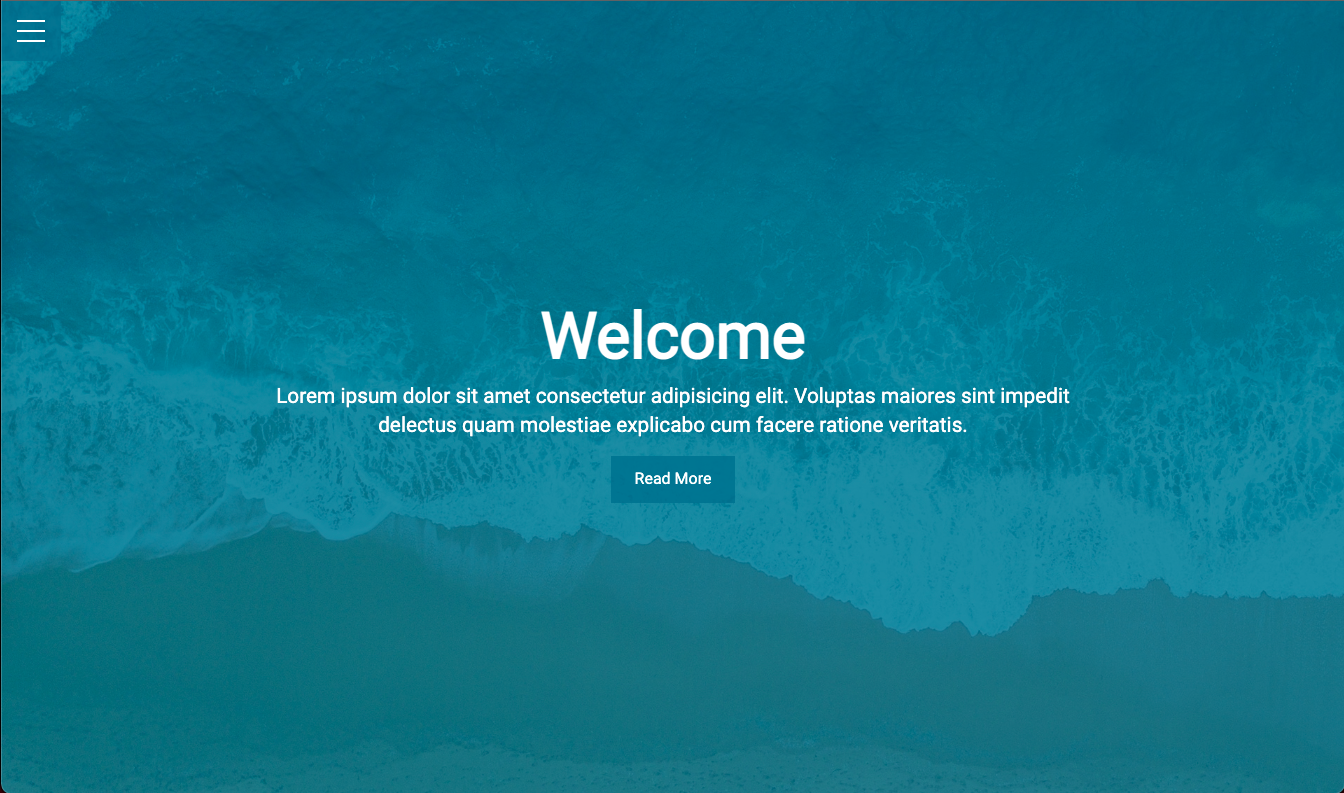 Welcome
Lorem ipsum dolor sit amet consectetur adipisicing elit. Voluptas maiores sint impedit
delectus quam molestiae explicabo cum facere ratione veritatis.
Read More